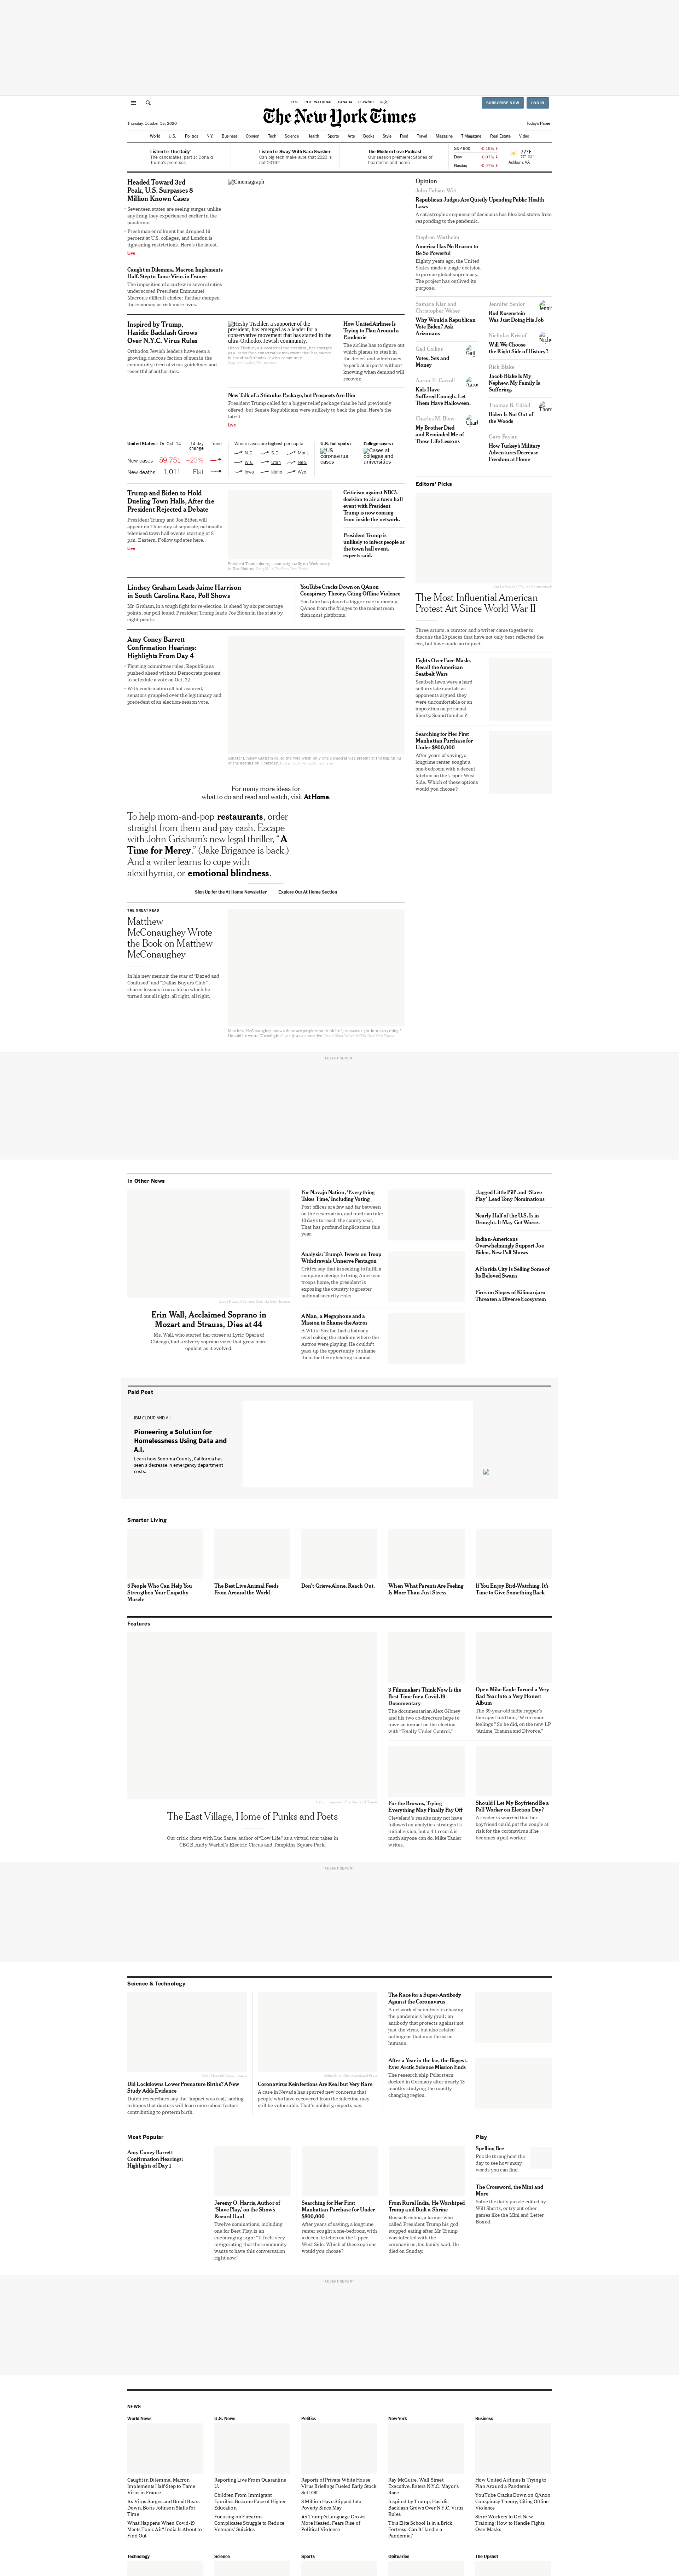 U.S.
INTERNATIONAL
CANADA
ESPAÑOL
中文
SUBSCRIBE NOW
LOG IN
The New York Times
Thursday, October 15, 2020
Today's Paper
World
U.S.
Politics
N.Y.
Business
Opinion
Tech
Science
Health
Sports
Arts
Books
Style
Food
Travel
Magazine
T Magazine
Real Estate
Video
Listen to 'The Daily'
The candidates, part 1: Donald
Trump's promises.
Listen to 'Sway' With Kara Swisher
Can big tech make sure that 2020 is
not 2016?
The Modern Love Podcast
Our season premiere: Stories of
heartache and home.
S&P 500 -0.15%
Dow -0.07%
Nasdaq -0.47%
77°F
Ashburn, VA
Headed Toward 3rd
Peak, U.S. Surpasses 8
Million Known Cases
Seventeen states are seeing surges unlike
anything they experienced earlier in the
pandemic.
Freshman enrollment has dropped 16
percent at U.S. colleges, and London is
tightening restrictions. Here's the latest.
Live
Cinemagraph
Caught in Dilemma, Macron Implements
Half-Step to Tame Virus in France
The imposition of a curfew in several cities
underscored President Emmanuel
Macron's difficult choice: further dampen
the economy or risk more lives.
Inspired by Trump,
Hasidic Backlash Grows
Over N.Y.C. Virus Rules
Orthodox Jewish leaders have seen a
growing, raucous faction of men in the
community, tired of virus guidelines and
resentful of authorities.
Heshy Tischler, a supporter of the
president, has emerged as a leader for a
conservative movement that has started in
the ultra-Orthodox Jewish community.
Heshy Tischler, a supporter of the president, has emerged
as a leader for a conservative movement that has started
in the ultra-Orthodox Jewish community.
How United Airlines Is
Trying to Plan Around a
Pandemic
The airline has to figure out
which planes to stash in
the desert and which ones
to park at airports without
knowing when demand will
recover.
New Talk of a Stimulus Package, but Prospects Are Dim
President Trump called for a bigger relief package than he had previously
offered, but Senate Republicans were unlikely to back the plan. Here's the
latest.
Live
United States › On Oct. 14
14-day
change
Trend
New cases 59,751 +23%
New deaths 1,011 Flat
Where cases are highest per capita
N.D.
S.D.
Mont.
Wis.
Utah
Neb.
Iowa
Idaho
Wyo.
U.S. hot spots ›
US
coronavirus
cases
College cases ›
Cases at
colleges and
universities
Trump and Biden to Hold
Dueling Town Halls, After the
President Rejected a Debate
President Trump and Joe Biden will
appear on Thursday at separate, nationally
televised town hall events starting at 8
p.m. Eastern. Follow updates here.
Live
President Trump during a campaign rally on Wednesday
in Des Moines.
Criticism against NBC's
decision to air a town hall
event with President
Trump is now coming
from inside the network.
President Trump is
unlikely to infect people at
the town hall event,
experts said.
Lindsey Graham Leads Jaime Harrison
in South Carolina Race, Poll Shows
Mr. Graham, in a tough fight for re-election, is ahead by six percentage
points, our poll found. President Trump leads Joe Biden in the state by
eight points.
YouTube Cracks Down on QAnon
Conspiracy Theory, Citing Offline Violence
YouTube has played a bigger role in moving
QAnon from the fringes to the mainstream
than most platforms.
Amy Coney Barrett
Confirmation Hearings:
Highlights From Day 4
Flouting committee rules, Republicans
pushed ahead without Democrats present
to schedule a vote on Oct. 22.
With confirmation all but assured,
senators grappled over the legitimacy and
precedent of an election-season vote.
Senator Lindsey Graham called the vote when only one Democrat was present at the beginning
of the hearing on Thursday.
For many more ideas for
what to do and read and watch, visit At Home.
To help mom-and-pop restaurants, order
straight from them and pay cash. Escape
with John Grisham's new legal thriller, “A
Time for Mercy.” (Jake Brigance is back.)
And a writer learns to cope with
alexithymia, or emotional blindness.
Sign Up for the At Home Newsletter
Explore Our At Home Section
THE GREAT READ
Matthew
McConaughey Wrote
the Book on Matthew
McConaughey
In his new memoir, the star of “Dazed and
Confused” and “Dallas Buyers Club”
shares lessons from a life in which he
turned out all right, all right, all right.
Opinion
John Fabian Witt
Republican Judges Are Quietly Upending Public Health
Laws
A catastrophic sequence of decisions has blocked states from
responding to the pandemic.
Stephen Wertheim
America Has No Reason to
Be So Powerful
Eighty years ago, the United
States made a tragic decision
to pursue global supremacy.
The project has outlived its
purpose.
Samara Klar and
Christopher Weber
Why Would a Republican
Vote Biden? Ask
Arizonans
Gail Collins
Votes, Sex and
Money
Aaron E. Carroll
Kids Have
Suffered Enough. Let
Them Have Halloween.
Charles M. Blow
My Brother Died
and Reminded Me of
These Life Lessons
Jennifer Senior
Rod Rosenstein
Was Just Doing His Job
Nicholas Kristof
Will We Choose
the Right Side of History?
Rick Blake
Jacob Blake Is My
Nephew. My Family Is
Suffering.
Thomas B. Edsall
Biden Is Not Out of
the Woods
Gonc Paylan
How Turkey's Military
Adventures Decrease
Freedom at Home
Editors' Picks
The Most Influential American
Protest Art Since World War II
Three artists, a curator and a writer came together to
discuss the 25 pieces that have not only best reflected the
era, but have made an impact.
Fights Over Face Masks
Recall the American
Seatbelt Wars
Seatbelt laws were a hard
sell in state capitals as
opponents argued they
were uncomfortable or an
imposition on personal
liberty. Sound familiar?
Searching for Her First
Manhattan Purchase for
Under $800,000
After years of saving, a
longtime renter sought a
one-bedroom with a decent
kitchen on the Upper West
Side. Which of these options
would you choose?
ADVERTISEMENT
In Other News
Erin Wall, Acclaimed Soprano in
Mozart and Strauss, Dies at 44
Ms. Wall, who started her career at Lyric Opera of
Chicago, had a silvery soprano voice that grew more
opulent as it evolved.
For Navajo Nation, ‘Everything
Takes Time,’ Including Voting
Post offices are few and far between
on the reservation, and mail can take
10 days to reach the county seat.
That has profound implications this
year.
Analysis: Trump's Tweets on Troop
Withdrawals Unnerve Pentagon
Critics say that in seeking to fulfill a
campaign pledge to bring American
troops home, the president is
exposing the country to greater
national security risks.
A Man, a Megaphone and a
Mission to Shame the Astros
A White Sox fan had a balcony
overlooking the stadium where the
Astros were playing. He couldn't
pass up the opportunity to shame
them for their cheating scandal.
‘Jagged Little Pill’ and ‘Slave
Play’ Lead Tony Nominations
Nearly Half of the U.S. Is in
Drought. It May Get Worse.
Indian-Americans
Overwhelmingly Support Joe
Biden, New Poll Shows
A Florida City Is Selling Some of
Its Beloved Swans
Fires on Slopes of Kilimanjaro
Threaten a Diverse Ecosystem
Paid Post
IBM CLOUD AND A.I.
Pioneering a Solution for
Homelessness Using Data and
A.I.
Learn how Sonoma County, California has
seen a decrease in emergency department
costs.
Smarter Living
5 People Who Can Help You
Strengthen Your Empathy
Muscle
The Best Live Animal Feeds
From Around the World
Don't Grieve Alone. Reach Out.
When What Parents Are Feeling
Is More Than Just Stress
If You Enjoy Bird-Watching, It's
Time to Give Something Back
Features
The East Village, Home of Punks and Poets
Our critic chats with Luc Sante, author of “Low Life,” as a virtual tour takes in
CBGB, Andy Warhol's Electric Circus and Tompkins Square Park.
3 Filmmakers Think Now Is the
Best Time for a Covid-19
Documentary
The documentarian Alex Gibney
and his two co-directors hope to
have an impact on the election
with “Totally Under Control.”
Open Mike Eagle Turned a Very
Bad Year Into a Very Honest
Album
The 39-year-old indie rapper's
therapist told him, “Write your
feelings.” So he did, on the new LP
“Anime, Trauma and Divorce.”
For the Browns, Trying
Everything May Finally Pay Off
Cleveland's results may not have
followed an analytics strategist's
initial vision, but a 4-1 record is
math anyone can do, Mike Tanier
writes.
Should I Let My Boyfriend Be a
Poll Worker on Election Day?
A reader is worried that her
boyfriend could put the couple at
risk for the coronavirus if he
becomes a poll worker.
ADVERTISEMENT
Science & Technology
Did Lockdowns Lower Premature Births? A New
Study Adds Evidence
Dutch researchers say the “impact was real,” adding
to hopes that doctors will learn more about factors
contributing to preterm birth.
Coronavirus Reinfections Are Real but Very Rare
A case in Nevada has spurred new concerns that
people who have recovered from the infection may
still be vulnerable. That's unlikely, experts say.
The Race for a Super-Antibody
Against the Coronavirus
A network of scientists is chasing
the pandemic's holy grail: an
antibody that protects against not
just the virus, but also related
pathogens that may threaten
humans.
After a Year in the Ice, the Biggest-
Ever Arctic Science Mission Ends
The research ship Polarstern
docked in Germany after nearly 13
months studying the rapidly
changing region.
Most Popular
Amy Coney Barrett
Confirmation Hearings:
Highlights of Day 1
Jeremy O. Harris, Author of
‘Slave Play,’ on the Show's
Record Haul
Twelve nominations, including
one for Best Play, is an
encouraging sign: “It feels very
invigorating that the community
wants to have this conversation
right now.”
Searching for Her First
Manhattan Purchase for Under
$800,000
After years of saving, a longtime
renter sought a one-bedroom with
a decent kitchen on the Upper
West Side. Which of these options
would you choose?
From Rural India, He Worshiped
Trump and Built a Shrine
Bussa Krishna, a farmer who
called President Trump his god,
stopped eating after Mr. Trump
was infected with the
coronavirus, his family said. He
died on Sunday.
Play
Spelling Bee
Puzzle throughout the
day to see how many
words you can find.
The Crossword, the Mini and
More
Solve the daily puzzle edited by
Will Shortz, or try out other
games like the Mini and Letter
Boxed.
ADVERTISEMENT
NEWS
World News
Caught in Dilemma, Macron
Implements Half-Step to Tame
Virus in France
As Virus Surges and Brexit Bears
Down, Boris Johnson Stalls for
Time
What Happens When Covid-19
Meets Toxic Air? India Is About to
Find Out
U.S. News
Reporting Live From Quarantine
U.
Children From Immigrant
Families Become Face of Higher
Education
Focusing on Firearms
Complicates Struggle to Reduce
Veterans' Suicides
Politics
Reports of Private White House
Virus Briefings Fueled Early Stock
Sell-Off
8 Million Have Slipped Into
Poverty Since May
As Trump's Language Grows
More Heated, Fears Rise of
Political Violence
New York
Ray McGuire, Wall Street
Executive, Enters N.Y.C. Mayor's
Race
Inspired by Trump, Hasidic
Backlash Grows Over N.Y.C. Virus
Rules
This Elite School Is in a Brick
Fortress. Can It Handle a
Pandemic?
Business
How United Airlines Is Trying to
Plan Around a Pandemic
YouTube Cracks Down on QAnon
Conspiracy Theory, Citing Offline
Violence
Store Workers to Get New
Training: How to Handle Fights
Over Masks
Technology
Science
Sports
Obituaries
The Upshot